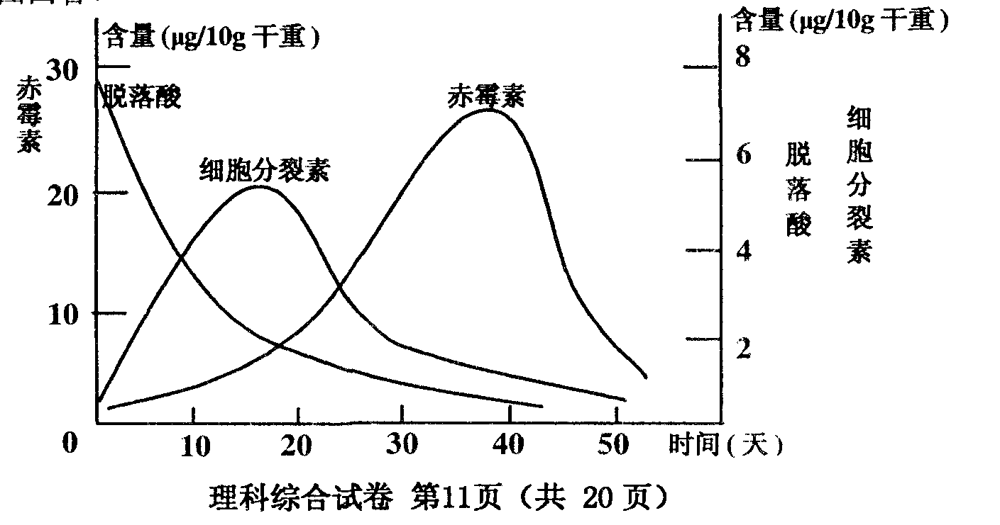 含量(μg/10g 干重)
含量(μg/10g 干重)
30
8
赤霉素
脱落酸
赤霉素
细胞分裂素
脱落酸
6
细胞分裂素
20
4
10
2
0
10
20
30
40
50
时间(天)
理科综合试卷 第11页(共 20 页)